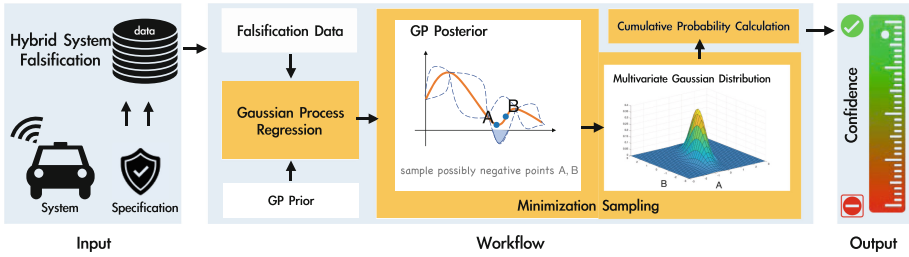 Hybrid System
Falsification
data
System
Specification
Input
Falsification Data
Gaussian Process
Regression
GP Prior
GP Posterior
A
B
sample possibly negative points A, B
Cumulative Probability Calculation
Multivariate Gaussian Distribution
B
A
Minimization Sampling
Workflow
Confidence
Output